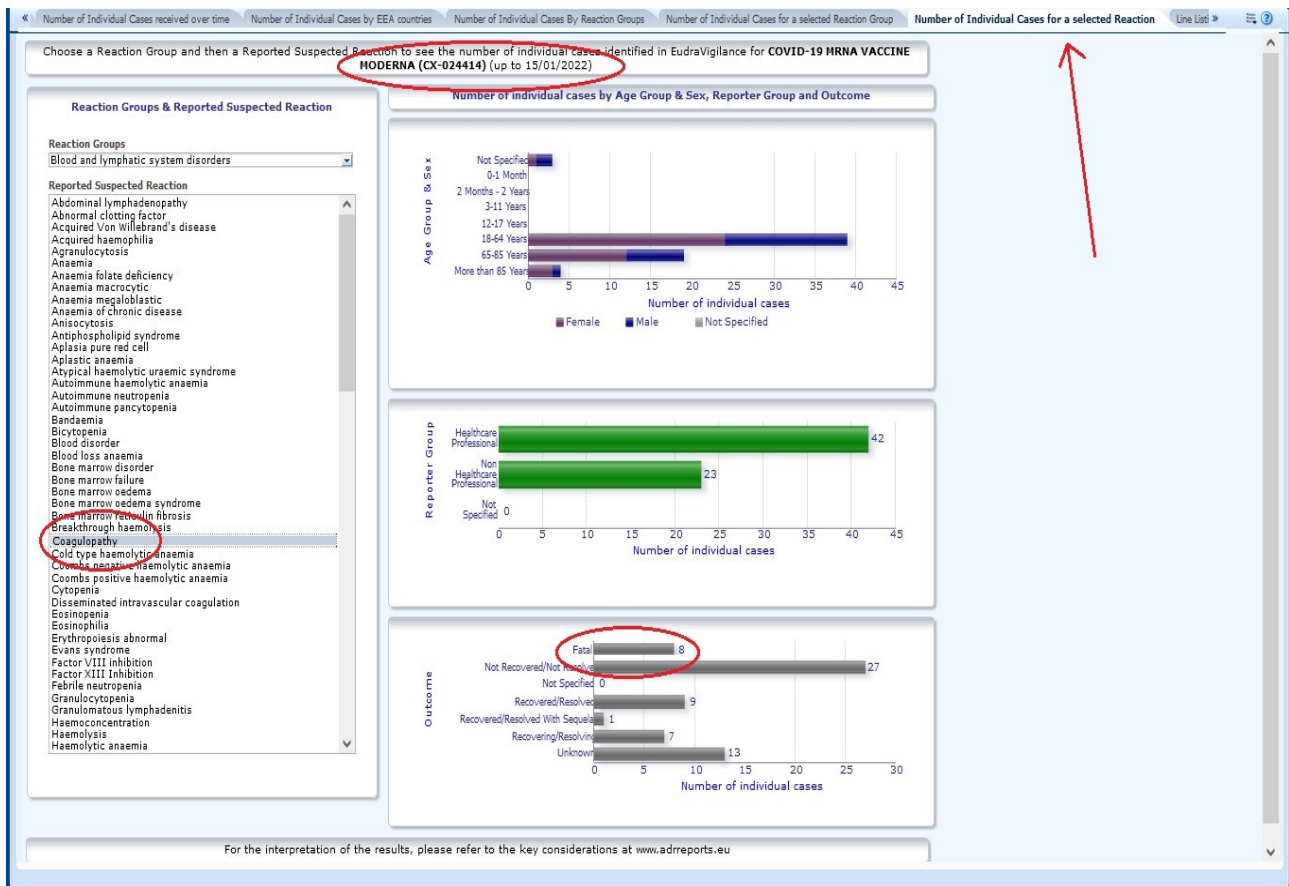 Number of Individual Cases received over time
Number of Individual Cases by EEA countries
Number of Individual Cases By Reaction Groups
Number of Individual Cases for a selected Reaction Group
Number of Individual Cases for a selected Reaction
Line Listi
Choose a Reaction Group and then a Reported Suspected Reaction to see the number of individual cases identified in EudraVigilance for COVID-19 MRNA VACCINE
MODERNA (CX-024414) (up to 15/01/2022)
Reaction Groups & Reported Suspected Reaction
Reaction Groups
Blood and lymphatic system disorders
Reported Suspected Reaction
Abdominal lymphadenopathy
Abnormal clotting factor
Acquired Von Willebrand's disease
Acquired haemophilia
Agranulocytosis
Anaemia
Anaemia folate deficiency
Anaemia macrocytic
Anaemia megaloblastic
Anaemia of chronic disease
Anisocytosis
Antiphospholipid syndrome
Aplasia pure red cell
Aplastic anaemia
Atypical haemolytic uraemic syndrome
Autoimmune haemolytic anaemia
Autoimmune neutropenia
Autoimmune pancytopenia
Bandaemia
Bicytopenia
Blood disorder
Blood loss anaemia
Bone marrow disorder
Bone marrow failure
Bone marrow oedema
Bone marrow oedema syndrome
Bone marrow reticulin fibrosis
Breakthrough haemolysis
Coagulopathy
Cold type haemolytic anaemia
Coombs negative haemolytic anaemia
Coombs positive haemolytic anaemia
Cytopenia
Disseminated intravascular coagulation
Eosinopenia
Eosinophilia
Erythropoiesis abnormal
Evans syndrome
Factor VIII inhibition
Factor XIII Inhibition
Febrile neutropenia
Granulocytopenia
Granulomatous lymphadenitis
Haemoconcentration
Haemolysis
Haemolytic anaemia
Number of individual cases by Age Group & Sex, Reporter Group and Outcome
Age Group & Sex
Not Specified
0-1 Month
2 Months - 2 Years
3-11 Years
12-17 Years
18-64 Years
65-85 Years
More than 85 Years
0 5 10 15 20 25 30 35 40 45
Number of individual cases
Female Male Not Specified
Reporter Group
Healthcare
Professional
42
Non
Healthcare
Professional
23
Not
Specified
0
0 5 10 15 20 25 30 35 40 45
Number of individual cases
Outcome
Fatal 8
Not Recovered/Not Resolve 27
Not Specified 0
Recovered/Resolved 9
Recovered/Resolved With Sequela 1
Recovering/Resolving 7
Unknown 13
0 5 10 15 20 25 30
Number of individual cases
For the interpretation of the results, please refer to the key considerations at www.adrreports.eu